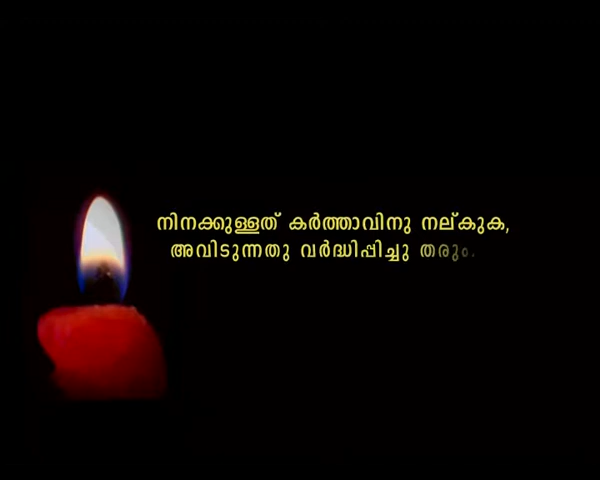 നിനക്കുള്ളത് കർത്താവിനു നല്കുക,
അവിടുന്നതു വർദ്ധിപ്പിച്ചു തരും.